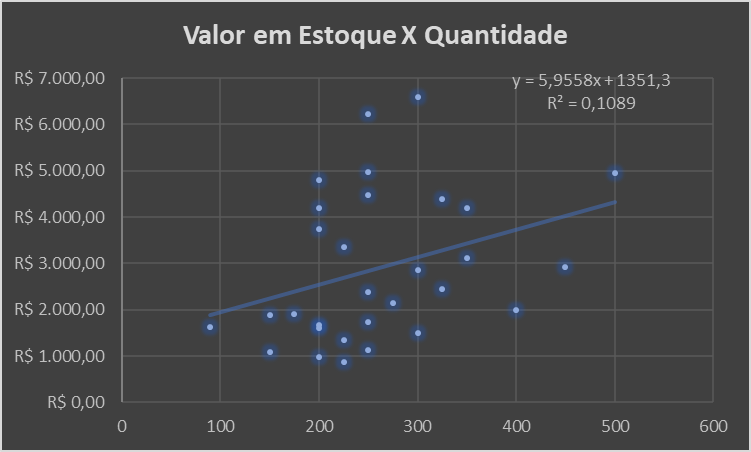 Valor em Estoque X Quantidade
R$ 7.000,00
y = 5,9558x + 1351,3
R² = 0,1089
R$ 6.000,00
R$ 5.000,00
R$ 4.000,00
R$ 3.000,00
R$ 2.000,00
R$ 1.000,00
R$ 0,00
0 100 200 300 400 500 600